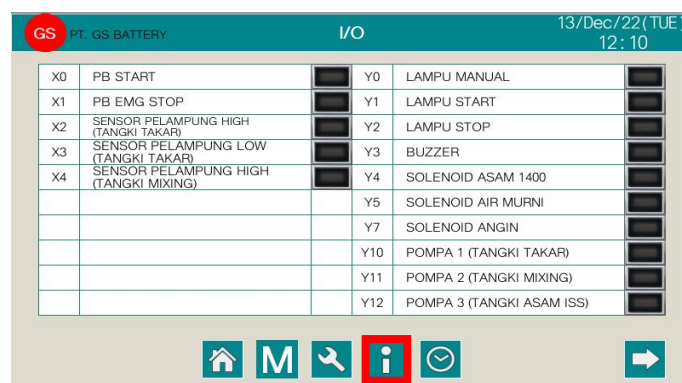 GS PT. GS BATTERY I/O 13/Dec/22(TUE)
12:10
X0 PB START Y0 LAMPU MANUAL
X1 PB EMG STOP Y1 LAMPU START
X2 SENSOR PELAMPUNG HIGH (TANGKI TAKAR) Y2 LAMPU STOP
X3 SENSOR PELAMPUNG LOW (TANGKI TAKAR) Y3 BUZZER
X4 SENSOR PELAMPUNG HIGH (TANGKI MIXING) Y4 SOLENOID ASAM 1400
Y5 SOLENOID AIR MURNI
Y7 SOLENOID ANGIN
Y10 POMPA 1 (TANGKI TAKAR)
Y11 POMPA 2 (TANGKI MIXING)
Y12 POMPA 3 (TANGKI ASAM ISS)
M i